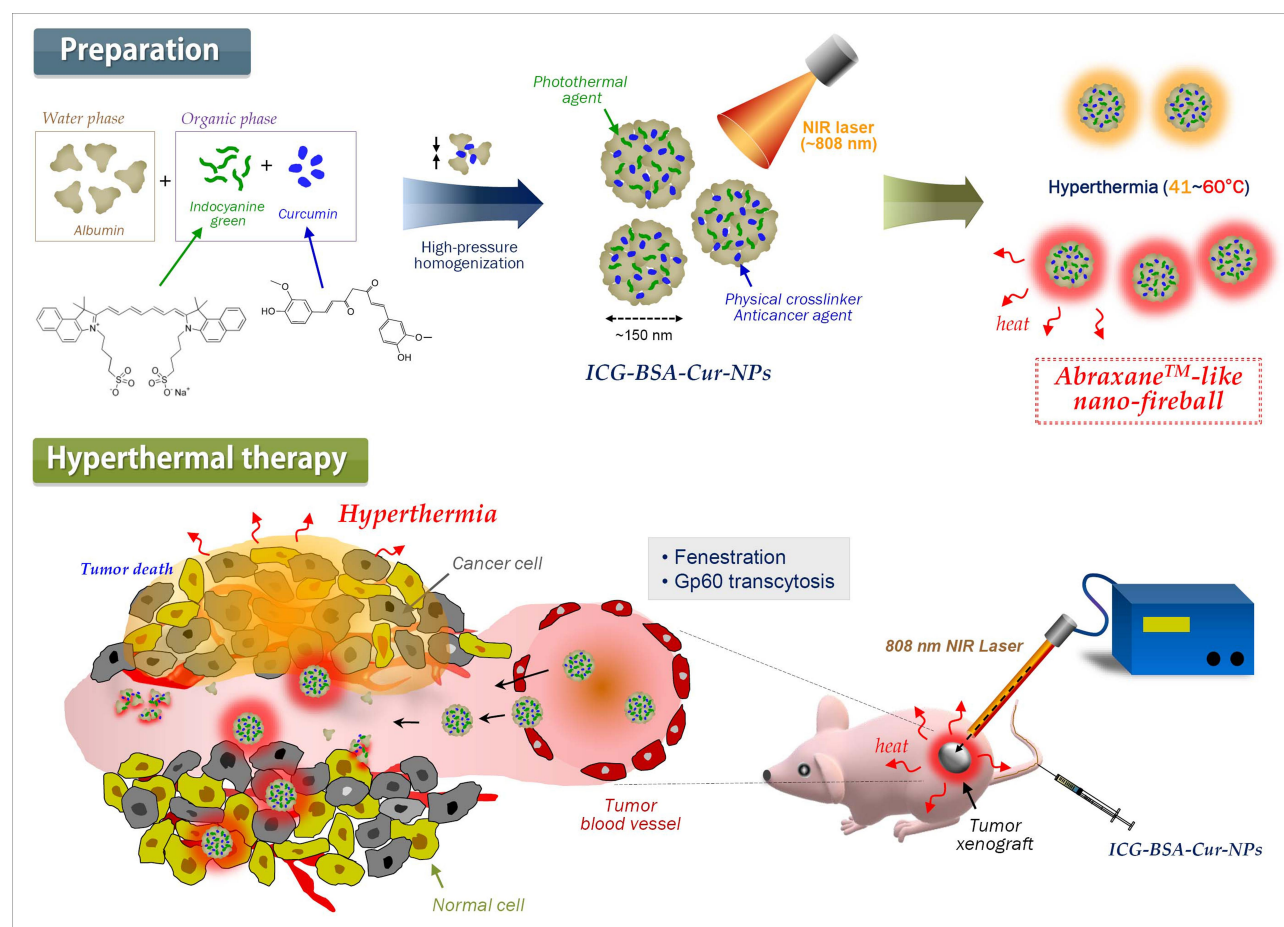 Preparation
Water phase
Organic phase
Albumin
+
+
Indocyanine
green
Curcumin
N⁺
N
S
O
O
⁻O
S
O
O
O⁻Na⁺
O
OH
O
O
O
OH
High-pressure
homogenization
Photothermal
agent
NIR laser
(~808 nm)
Physical crosslinker
Anticancer agent
~150 nm
ICG-BSA-Cur-NPs
Hyperthermia (41~60°C)
heat
Abraxane™-like
nano-fireball
Hyperthermal therapy
Hyperthermia
Tumor death
Cancer cell
• Fenestration
• Gp60 transcytosis
Tumor
blood vessel
Normal cell
808 nm NIR Laser
heat
Tumor
xenograft
ICG-BSA-Cur-NPs